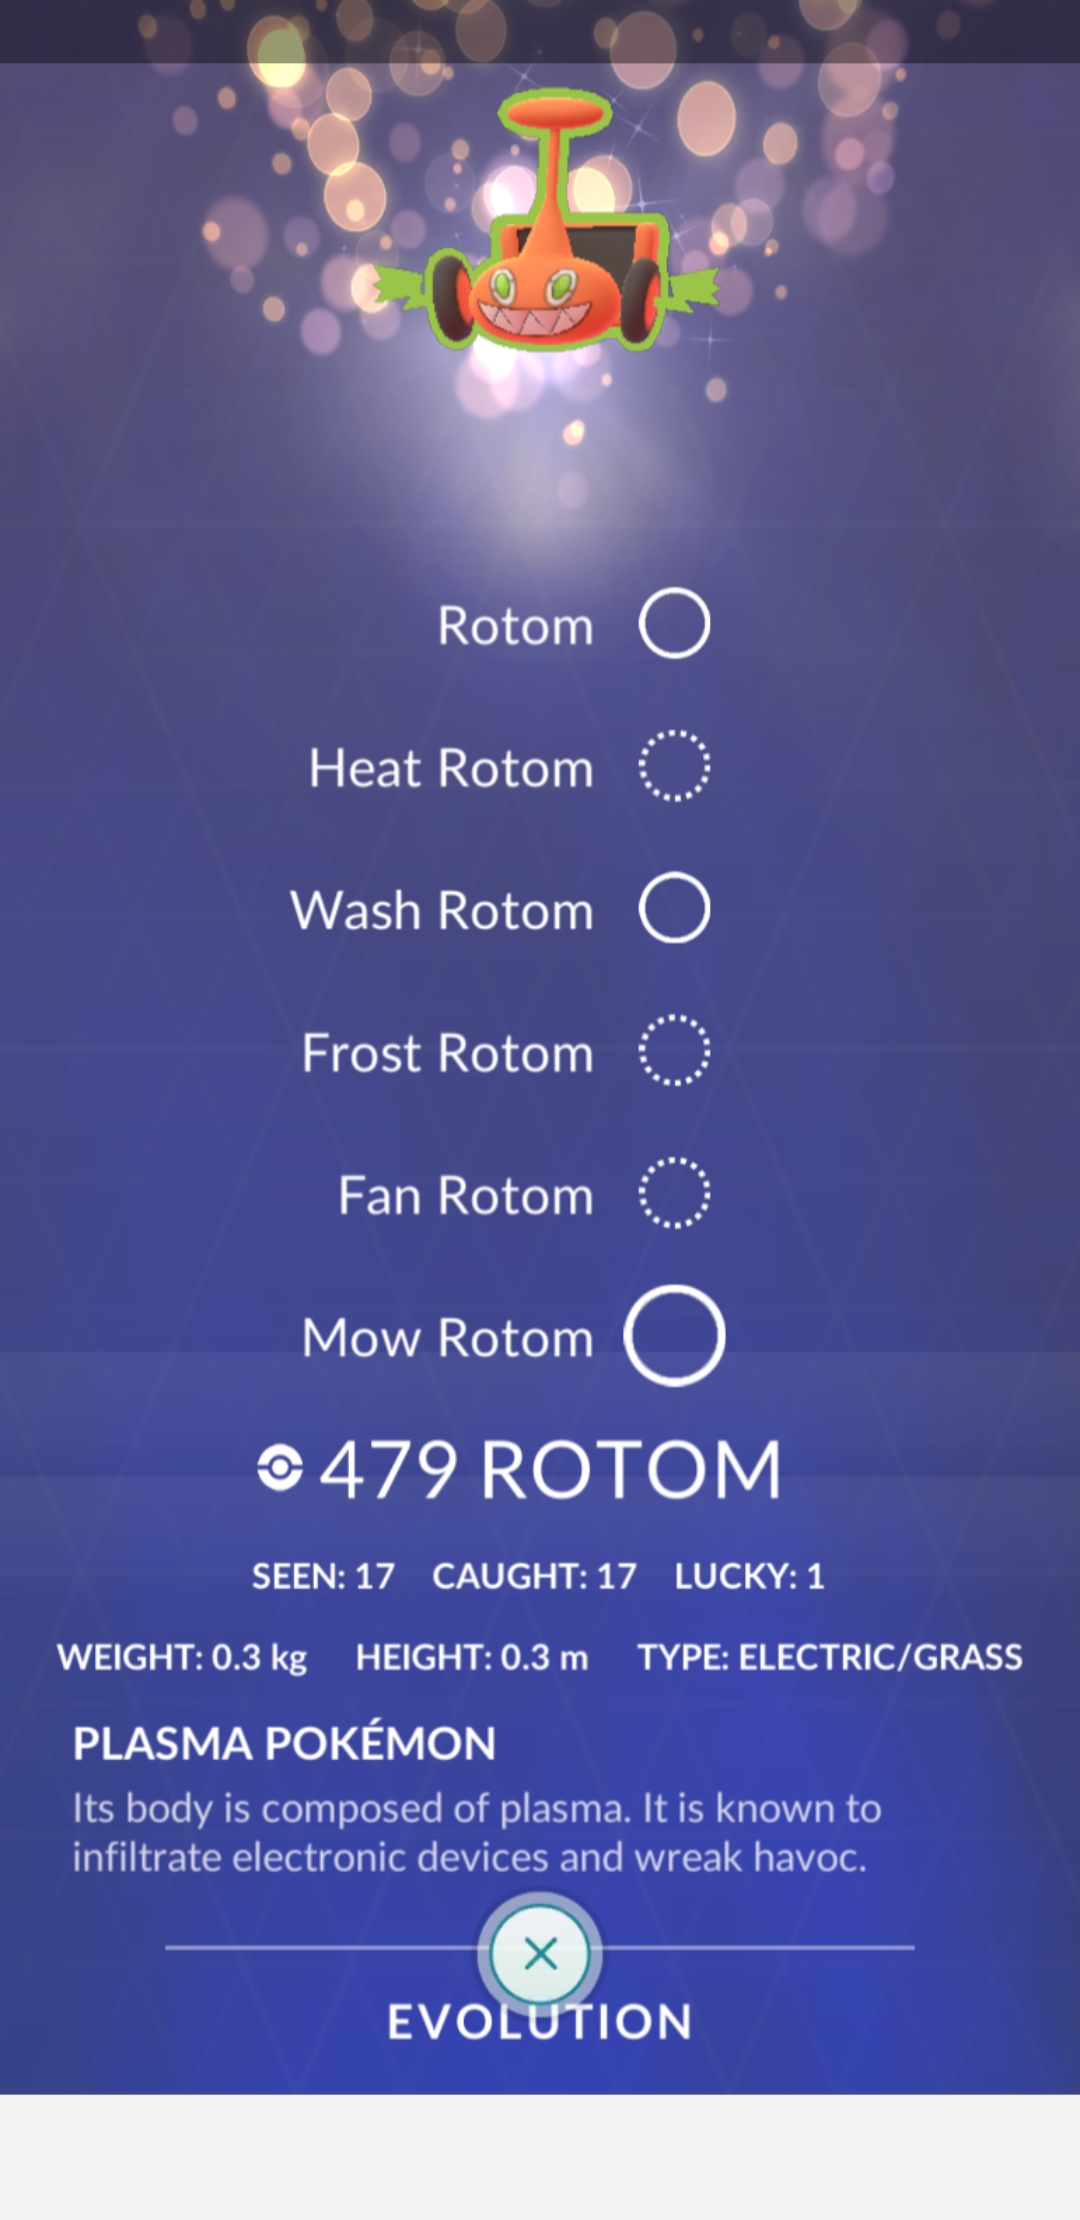 Rotom
Heat Rotom
Wash Rotom
Frost Rotom
Fan Rotom
Mow Rotom
479 ROTOM
SEEN: 17 CAUGHT: 17 LUCKY: 1
WEIGHT: 0.3 kg HEIGHT: 0.3 m TYPE: ELECTRIC/GRASS
PLASMA POKÉMON
Its body is composed of plasma. It is known to
infiltrate electronic devices and wreak havoc.
EVOLUTION